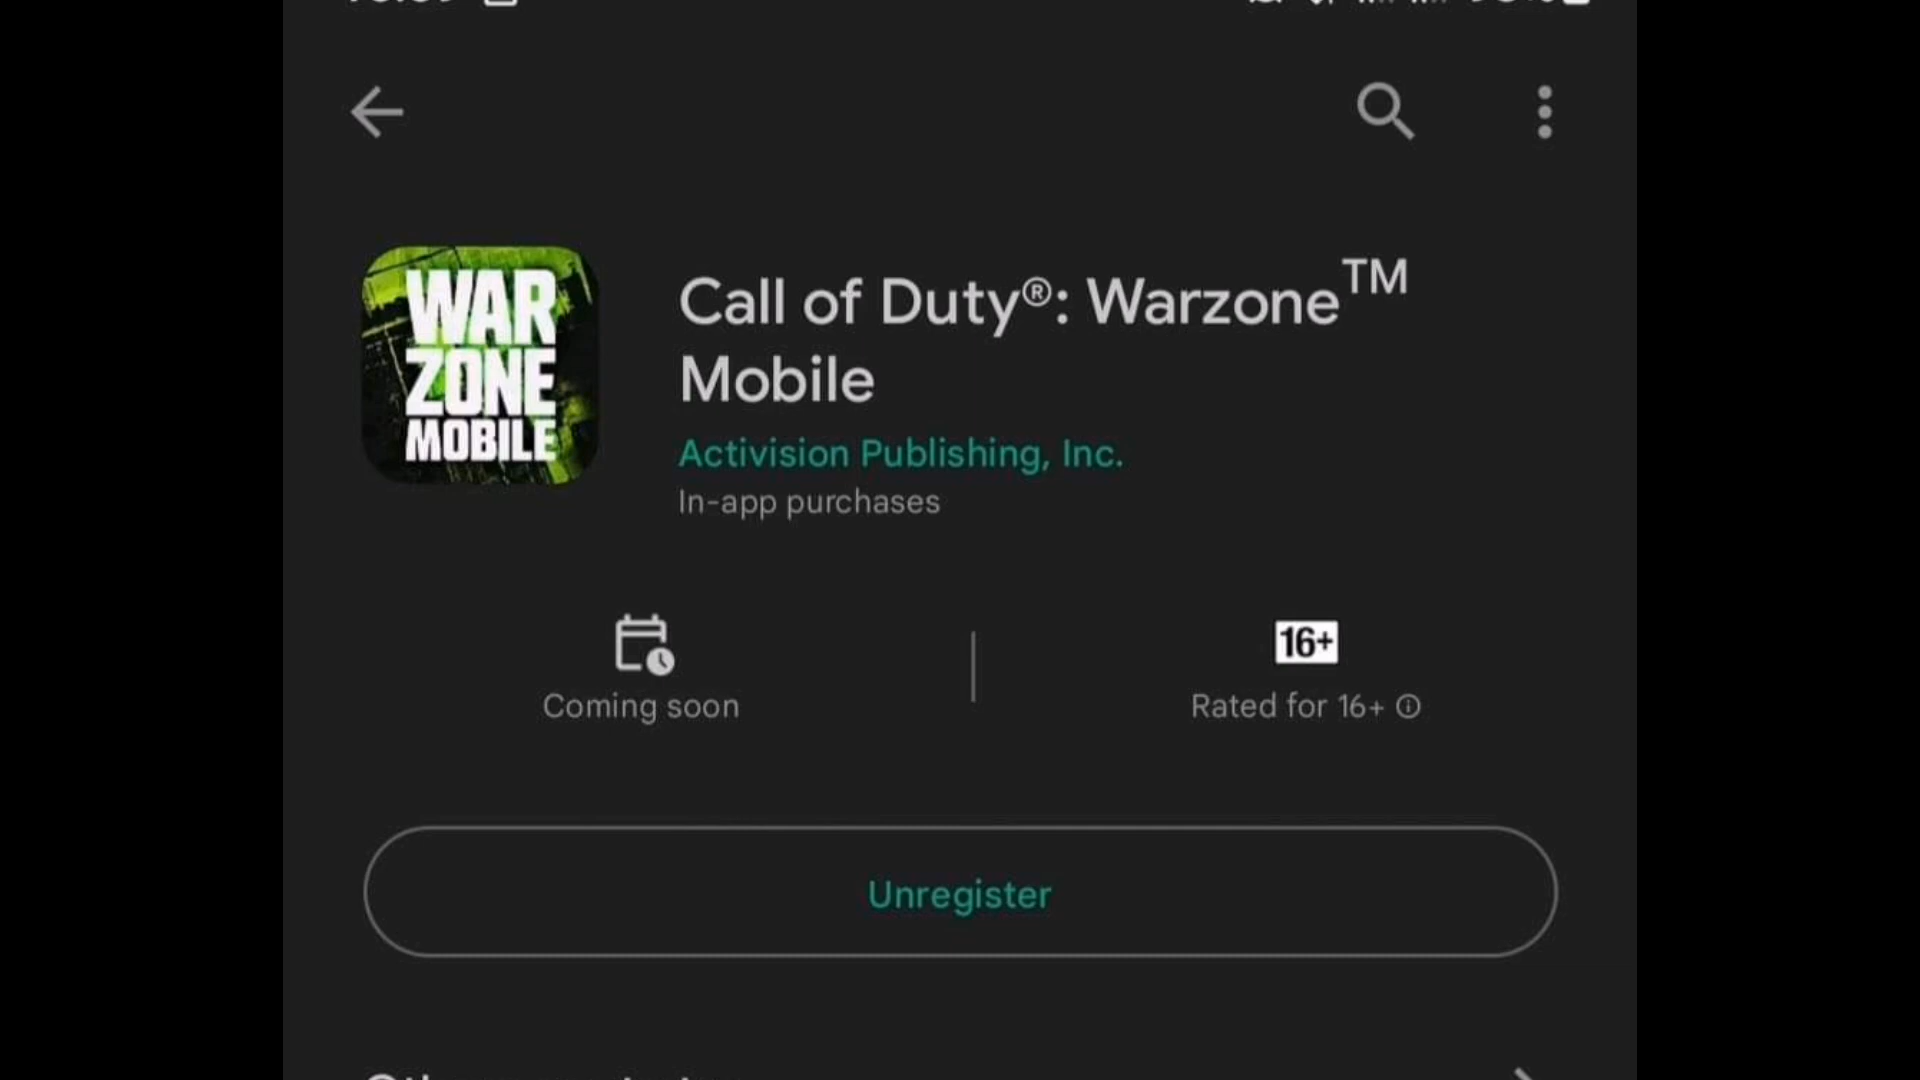 WAR
ZONE
MOBILE
Call of Duty®: Warzone™
Mobile
Activision Publishing, Inc.
In-app purchases
16+
Coming soon
Rated for 16+
Unregister